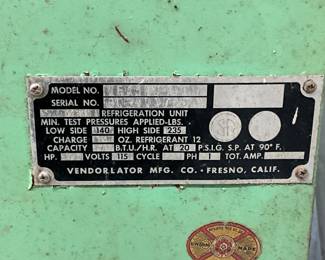 MODEL NO.
SERIAL NO.
REFRIGERATION UNIT
MIN. TEST PRESSURES APPLIED-LBS.
LOW SIDE 140 HIGH SIDE 235
CHARGE OZ. REFRIGERANT 12
CAPACITY B.T.U./HR. AT 20 P.S.I.G. S.P. AT 90° F.
HP. VOLTS 115 CYCLE PH 1 TOT. AMP.
VENDORLATOR MFG. CO. - FRESNO, CALIF.
UNION MADE